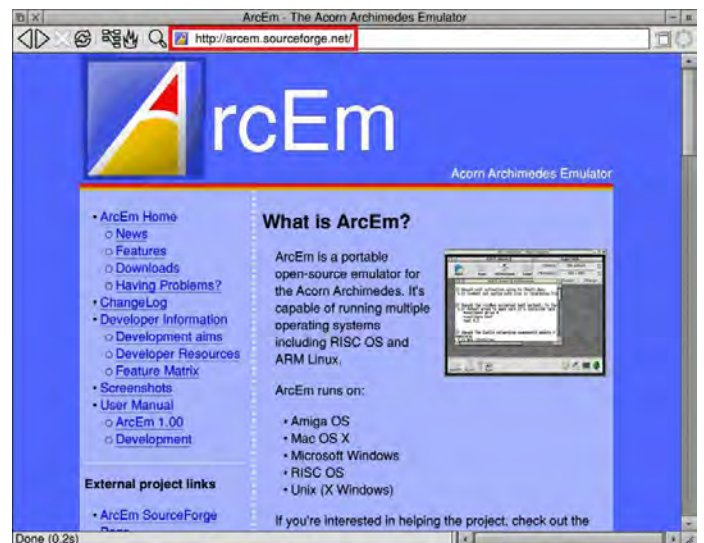 ArcEm - The Acorn Archimedes Emulator
http://arcem.sourceforge.net/
rcEm
Acorn Archimedes Emulator
• ArcEm Home
○ News
○ Features
○ Downloads
○ Having Problems?
• ChangeLog
• Developer Information
○ Development aims
○ Developer Resources
○ Feature Matrix
• Screenshots
• User Manual
○ ArcEm 1.00
○ Development
External project links
• ArcEm SourceForge
What is ArcEm?
ArcEm is a portable
open-source emulator for
the Acorn Archimedes. It's
capable of running multiple
operating systems
including RISC OS and
ARM Linux.
ArcEm runs on:
• Amiga OS
• Mac OS X
• Microsoft Windows
• RISC OS
• Unix (X Windows)
If you're interested in helping the project, check out the
Done (0.2s)